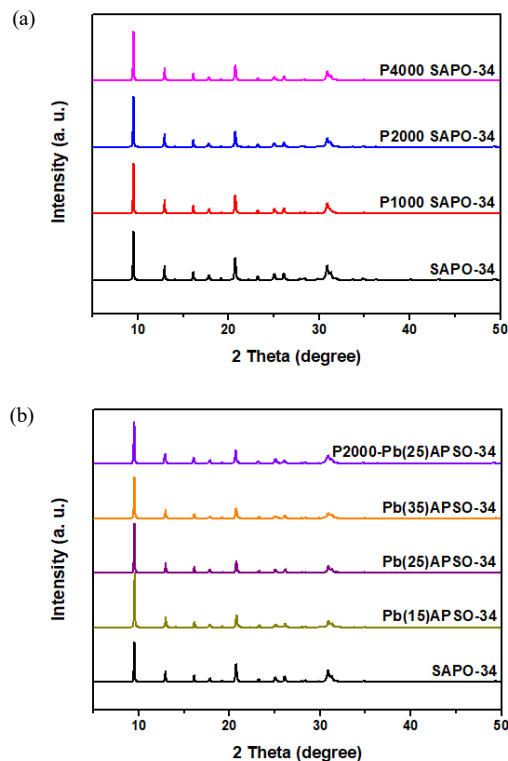 (a)
P4000 SAPO-34
P2000 SAPO-34
P1000 SAPO-34
SAPO-34
Intensity (a. u.)
10 20 30 40 50
2 Theta (degree)
(b)
P2000-Pb(25)APSO-34
Pb(35)APSO-34
Pb(25)APSO-34
Pb(15)APSO-34
SAPO-34
Intensity (a. u.)
10 20 30 40 50
2 Theta (degree)